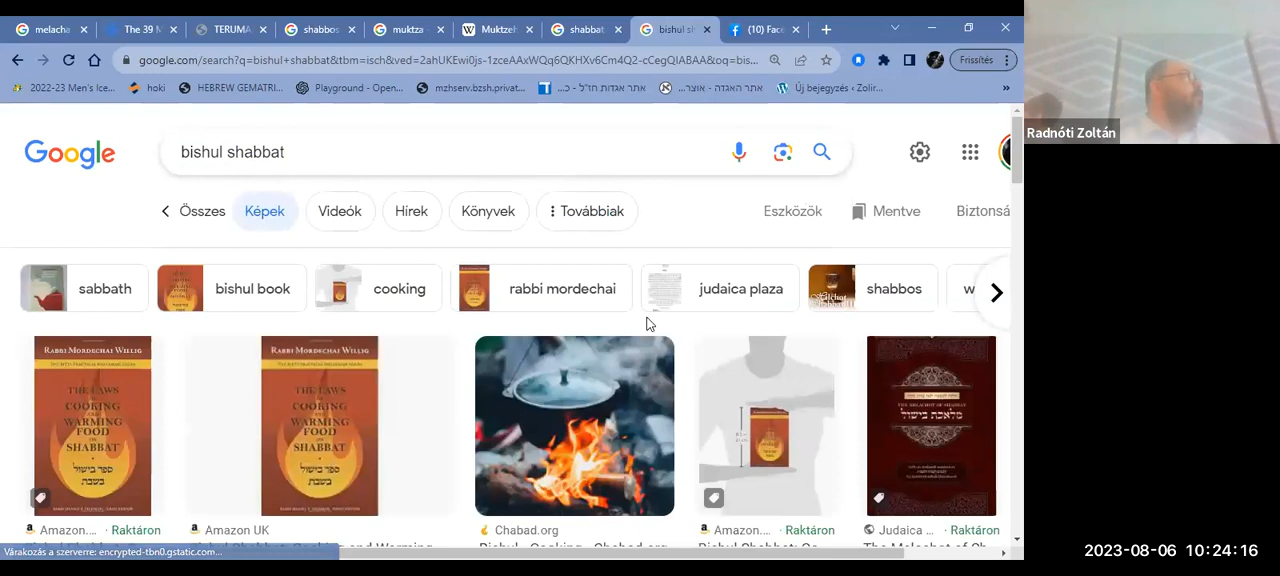 melacha
The 39 M
TERUMA
shabbos
muktza
Muktzeh
shabbat
bishul sh
(10) Face
google.com/search?q=bishul+shabbat&tbm=isch&ved=2ahUKEwi0js-1zceAAxWQq6QKHXv6Cm4Q2-cCegQIABAA&oq=bis...
Frissítés
2022-23 Men's Ice...
hoki
HEBREW GEMATRI...
Playground - Open...
mzhserv.bzsh.privat...
אתר אגדות חז"ל - כ...
אתר האגדה - אוצר...
Új bejegyzés ‹ Zolir...
»
Google
bishul shabbat
Összes
Képek
Videók
Hírek
Könyvek
Továbbiak
Eszközök
Mentve
Biztonsá
sabbath
bishul book
cooking
rabbi mordechai
judaica plaza
shabbos
w
RABBI MORDECHAI WILLIG
THE LAWS
OF
COOKING
AND
WARMING
FOOD
ON
SHABBAT
ספר בישול
בשבת
RABBI MORDECHAI WILLIG
THE LAWS
OF
COOKING
AND
WARMING
FOOD
ON
SHABBAT
ספר בישול
בשבת
THE MELACHOT OF SHABBAT
מלאכת בישול
Amazon....
Raktáron
Amazon UK
Chabad.org
Amazon...
Raktáron
Judaica ...
Raktáron
Várakozás a szerverre: encrypted-tbn0.gstatic.com...
Radnóti Zoltán
2023-08-06 10:24:16